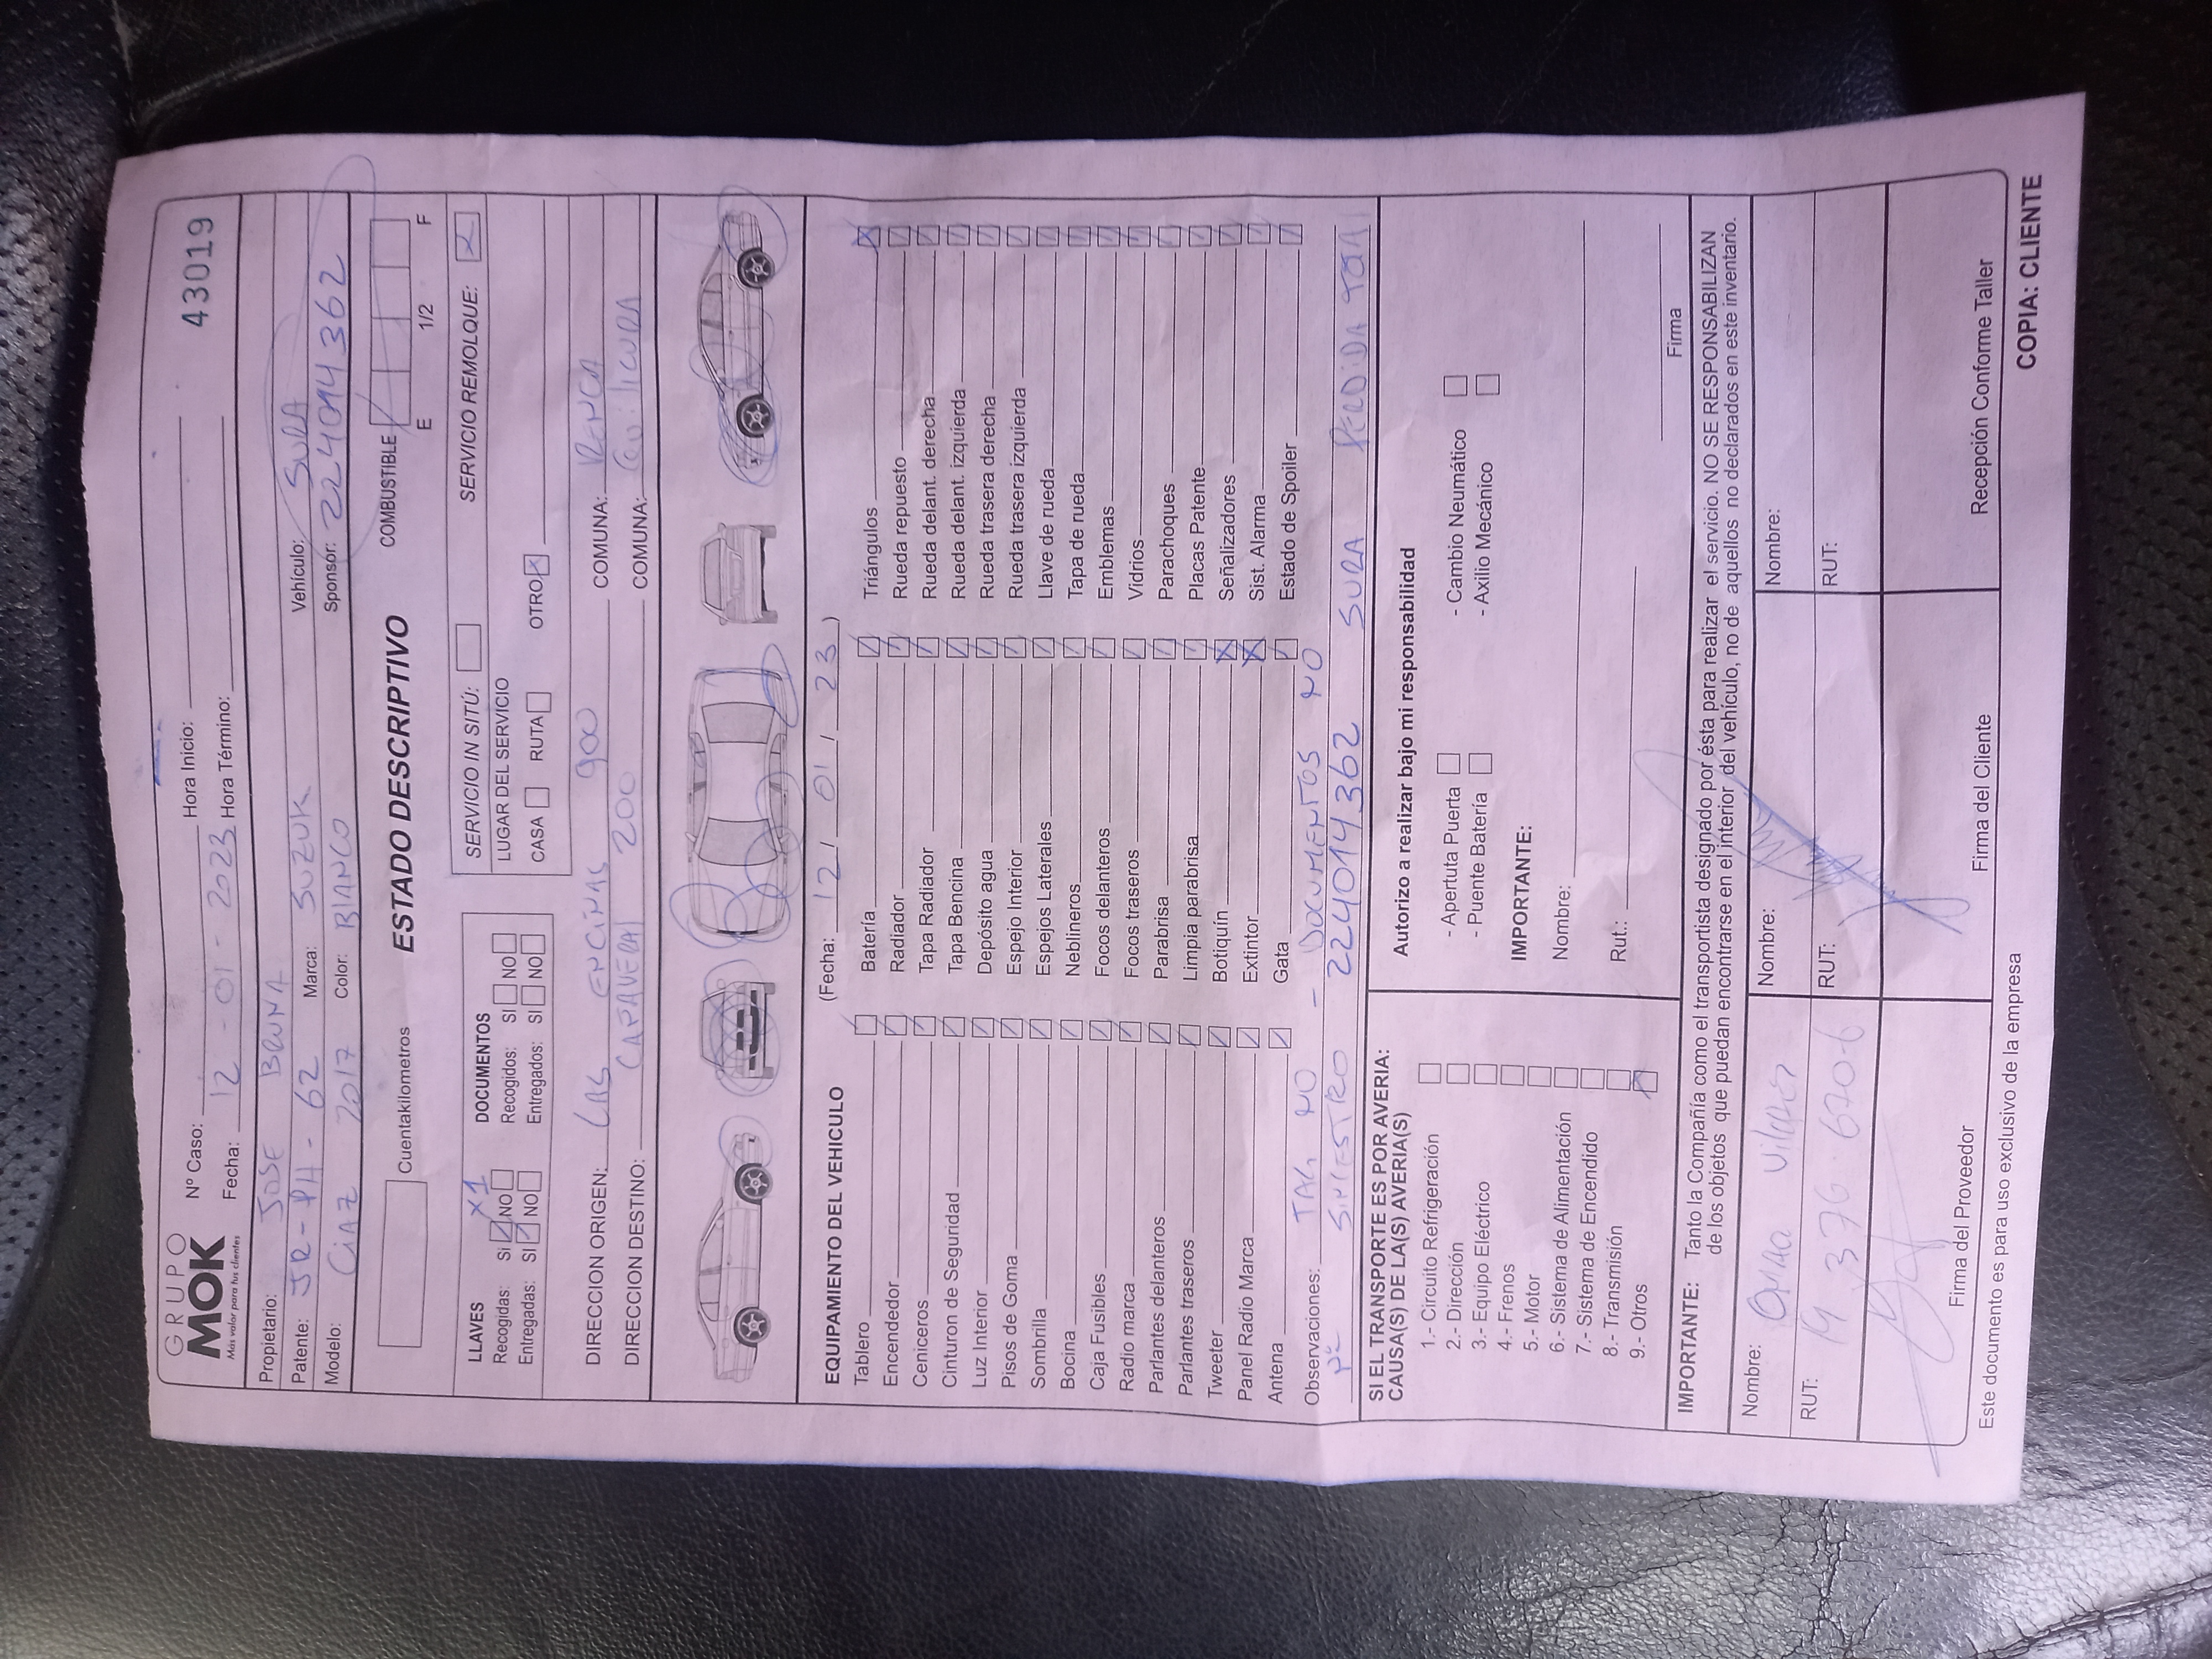 GRUPO
MOK
Más valor para tus clientes
Nº Caso: Hora Inicio: 43019
Fecha: 12 - 01 - 2023 Hora Término:
Propietario: JOSE BRUNA
Patente: JR - PH - 62 Marca: SUZUK Vehículo: SURA
Modelo: CiAZ 2017 Color: BLANCO Sponsor: 2240914362
ESTADO DESCRIPTIVO
Cuentakilometros
COMBUSTIBLE
E 1/2 F
LLAVES x1
Recogidas: SI NO
Entregadas: SI NO
DOCUMENTOS
Recogidos: SI NO
Entregados: SI NO
SERVICIO IN SITÚ: SERVICIO REMOLQUE:
LUGAR DEL SERVICIO
CASA RUTA OTRO
DIRECCION ORIGEN: LAS ENCINAS 900 COMUNA: RENCA
DIRECCION DESTINO: 200 COMUNA: QuilicURA
EQUIPAMIENTO DEL VEHICULO (Fecha: 12 / 01 / 23 )
Tablero Batería Triángulos
Encendedor Radiador Rueda repuesto
Ceniceros Tapa Radiador Rueda delant. derecha
Cinturon de Seguridad Tapa Bencina Rueda delant. izquierda
Luz Interior Depósito agua Rueda trasera derecha
Pisos de Goma Espejo Interior Rueda trasera izquierda
Sombrilla Espejos Laterales Llave de rueda
Bocina Neblineros Tapa de rueda
Caja Fusibles Focos delanteros Emblemas
Radio marca Focos traseros Vidrios
Parlantes delanteros Parabrisa Parachoques
Parlantes traseros Limpia parabrisa Placas Patente
Tweeter Botiquín Señalizadores
Panel Radio Marca Extintor Sist. Alarma
Antena Gata Estado de Spoiler
Observaciones: TAG NO - DOCUMENTOS NO
Nº SINIESTRO 224014362 SURA PERDIDA TOTAL
SI EL TRANSPORTE ES POR AVERIA:
CAUSA(S) DE LA(S) AVERIA(S)
1.- Circuito Refrigeración
2.- Dirección
3.- Equipo Eléctrico
4.- Frenos
5.- Motor
6.- Sistema de Alimentación
7.- Sistema de Encendido
8.- Transmisión
9.- Otros
Autorizo a realizar bajo mi responsabilidad
- Apertuta Puerta - Cambio Neumático
- Puente Batería - Axilio Mecánico
IMPORTANTE:
Nombre:
Rut.:
Firma
IMPORTANTE: Tanto la Compañía como el transportista designado por ésta para realizar el servicio. NO SE RESPONSABILIZAN
de los objetos que puedan encontrarse en el interior del vehículo, no de aquellos no declarados en este inventario.
Nombre: Nombre: Nombre:
RUT: 19.376.620-6 RUT: RUT:
Firma del Proveedor Firma del Cliente Recepción Conforme Taller
Este documento es para uso exclusivo de la empresa
COPIA: CLIENTE